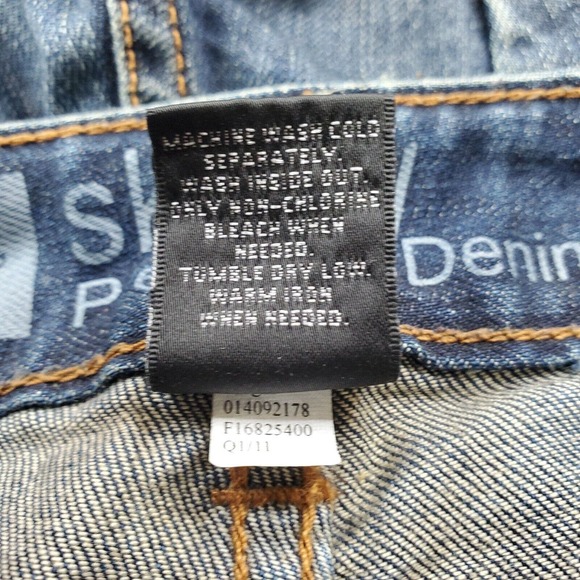 MACHINE WASH COLD
SEPARATELY.
WASH INSIDE OUT.
ONLY NON-CHLORINE
BLEACH WHEN
NEEDED.
TUMBLE DRY LOW.
WARM IRON
WHEN NEEDED.
Denim
014092178
F16825400
Q1/11